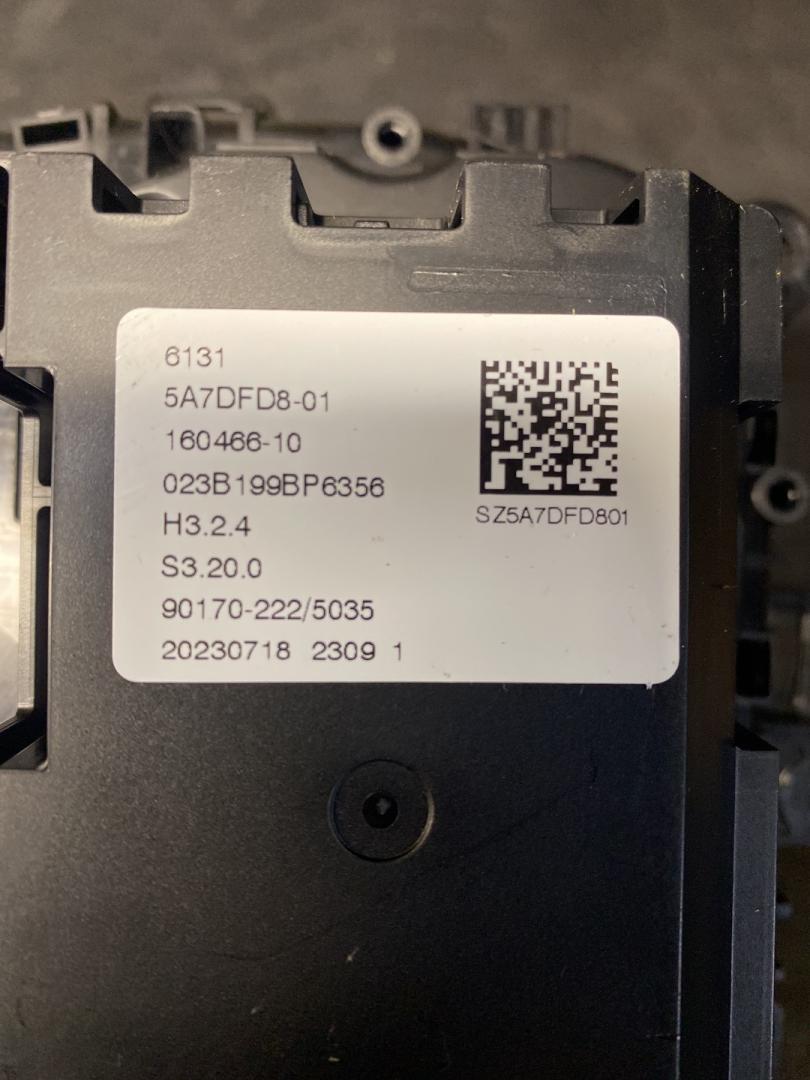 6131
5A7DFD8-01
160466-10
023B199BP6356
H3.2.4
S3.20.0
90170-222/5035
20230718 2309 1
SZ5A7DFD801